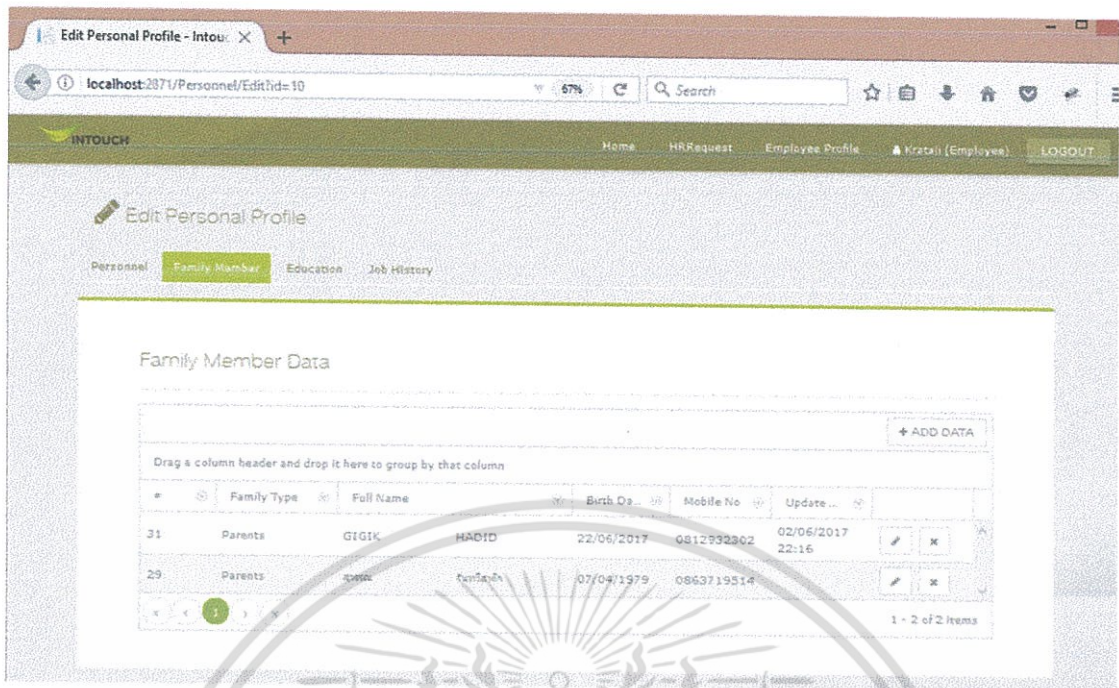 Edit Personal Profile - Intou
localhost:2871/Personnel/Edit?id=10 67% Search
INTOUCH Home HRRequest Employee Profile Kratali (Employee) LOGOUT
Edit Personal Profile
Personnel Family Member Education Job History
Family Member Data
+ ADD DATA
Drag a column header and drop it here to group by that column
# Family Type Full Name Birth Da... Mobile No Update ...
31 Parents GIGIK HADID 22/06/2017 0812932302 02/06/2017
22:16
29 Parents 07/04/1979 0863719514
1
1 - 2 of 2 items